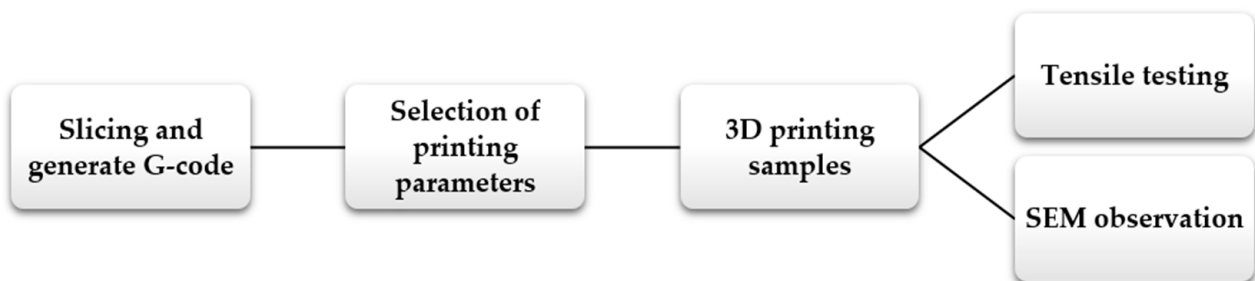 Slicing and
generate G-code
Selection of
printing
parameters
3D printing
samples
Tensile testing
SEM observation